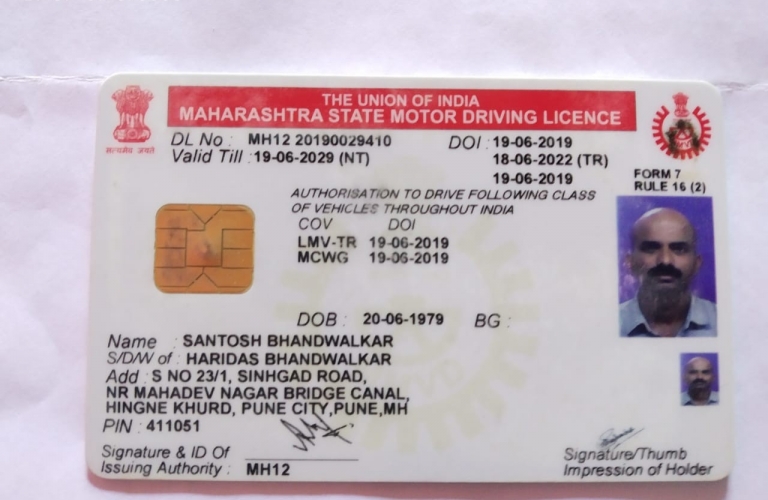 THE UNION OF INDIA
MAHARASHTRA STATE MOTOR DRIVING LICENCE
सत्यमेव जयते
DL No : MH12 20190029410 DOI : 19-06-2019
Valid Till : 19-06-2029 (NT) 18-06-2022 (TR)
19-06-2019
FORM 7
RULE 16 (2)
AUTHORISATION TO DRIVE FOLLOWING CLASS
OF VEHICLES THROUGHOUT INDIA
COV DOI
LMV-TR 19-06-2019
MCWG 19-06-2019
DOB : 20-06-1979 BG :
Name : SANTOSH BHANDWALKAR
S/D/W of : HARIDAS BHANDWALKAR
Add : S NO 23/1, SINHGAD ROAD,
NR MAHADEV NAGAR BRIDGE CANAL,
HINGNE KHURD, PUNE CITY,PUNE,MH
PIN : 411051
Signature & ID Of
Issuing Authority : MH12
Signature/Thumb
Impression of Holder